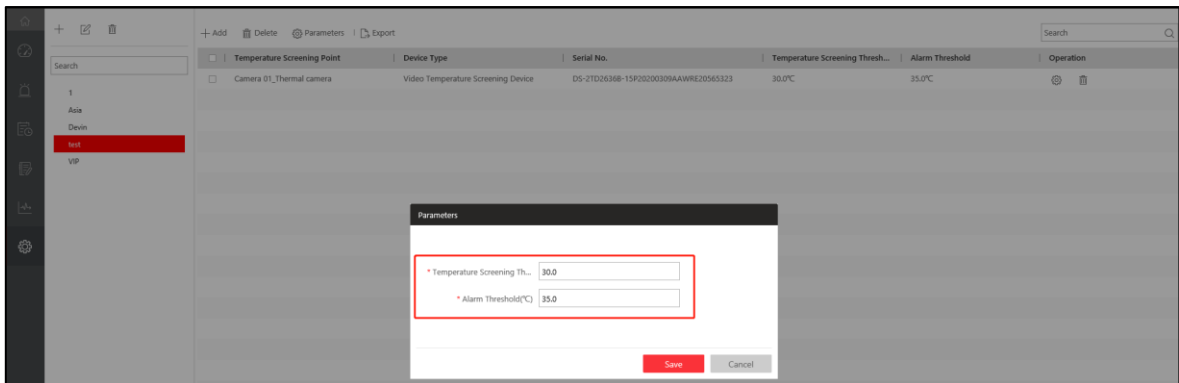 Add Delete Parameters Export Search
Search
Temperature Screening Point Device Type Serial No. Temperature Screening Thresh... Alarm Threshold Operation
Camera 01_Thermal camera Video Temperature Screening Device DS-2TD2636B-15P20200309AAWRE20565323 30.0°C 35.0°C
1
Asia
Devin
test
VIP
Parameters
* Temperature Screening Th... 30.0
* Alarm Threshold(°C) 35.0
Save Cancel